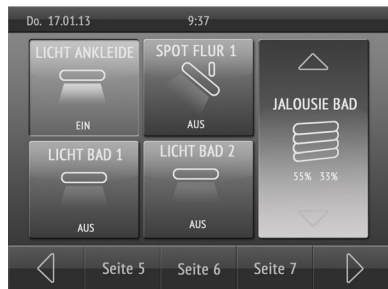 Do. 17.01.13 9:37
LICHT ANKLEIDE
EIN
SPOT FLUR 1
AUS
JALOUSIE BAD
55% 33%
LICHT BAD 1
AUS
LICHT BAD 2
AUS
Seite 5 Seite 6 Seite 7